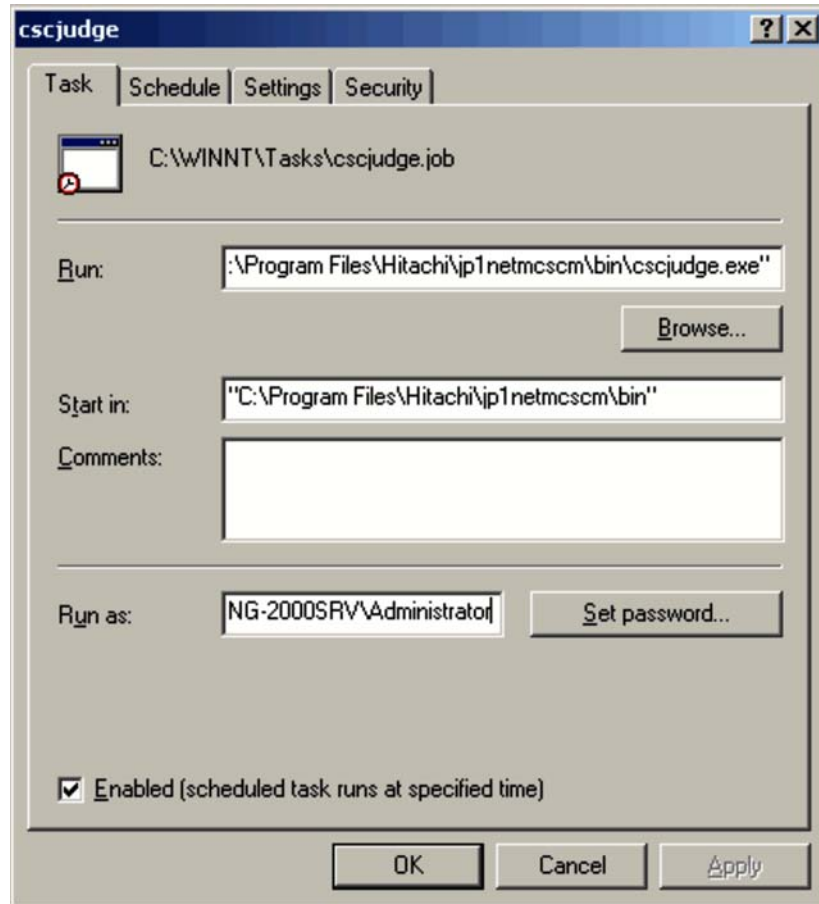 cscjudge
Task Schedule Settings Security
C:\WINNT\Tasks\cscjudge.job
Run: :\Program Files\Hitachi\jp1netmcscm\bin\cscjudge.exe"
Browse...
Start in: "C:\Program Files\Hitachi\jp1netmcscm\bin"
Comments:
Run as: NG-2000SRV\Administrator Set password...
Enabled (scheduled task runs at specified time)
OK Cancel Apply